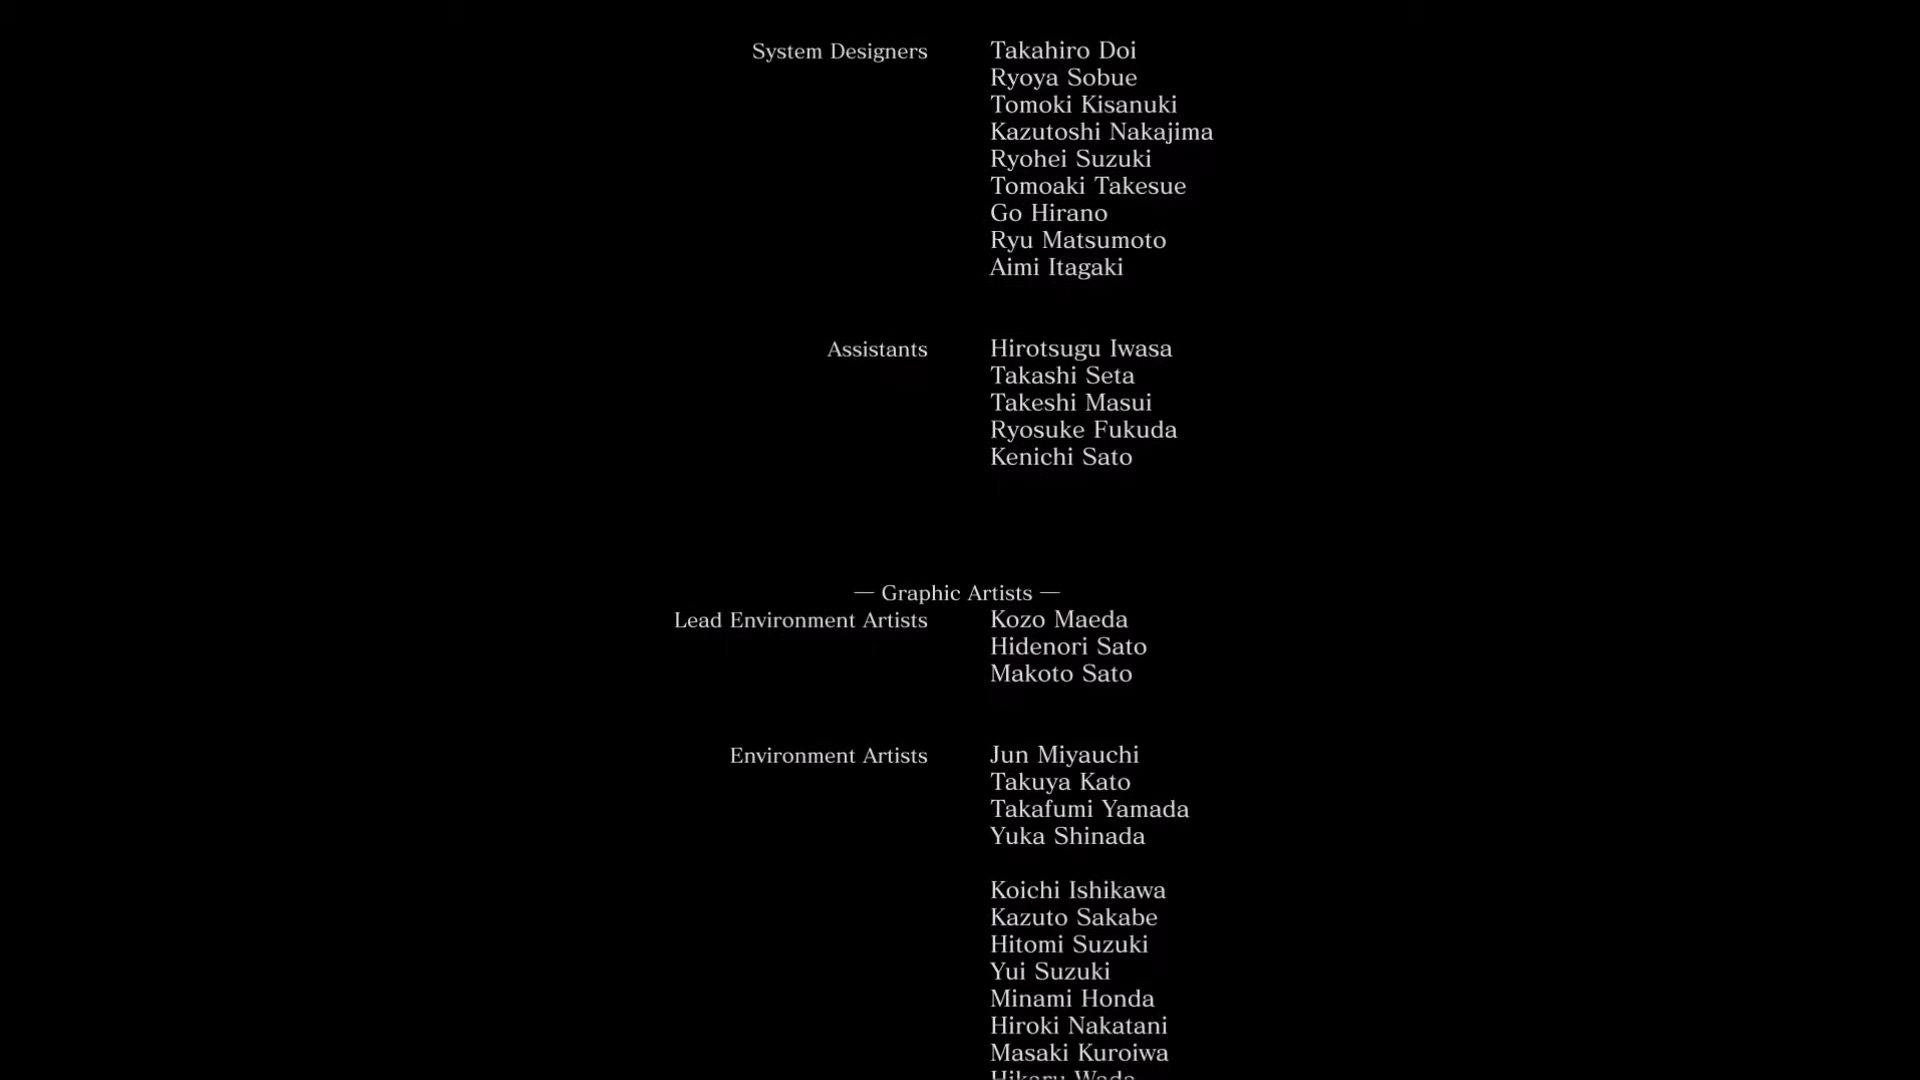 System Designers Takahiro Doi
Ryoya Sobue
Tomoki Kisanuki
Kazutoshi Nakajima
Ryohei Suzuki
Tomoaki Takesue
Go Hirano
Ryu Matsumoto
Aimi Itagaki
Assistants Hirotsugu Iwasa
Takashi Seta
Takeshi Masui
Ryosuke Fukuda
Kenichi Sato
— Graphic Artists —
Lead Environment Artists Kozo Maeda
Hidenori Sato
Makoto Sato
Environment Artists Jun Miyauchi
Takuya Kato
Takafumi Yamada
Yuka Shinada
Koichi Ishikawa
Kazuto Sakabe
Hitomi Suzuki
Yui Suzuki
Minami Honda
Hiroki Nakatani
Masaki Kuroiwa
Hikaru Wada